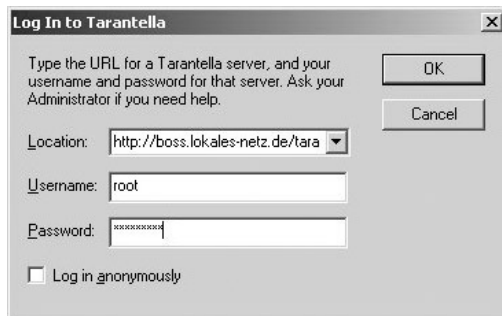 Log In to Tarantella
Type the URL for a Tarantella server, and your
username and password for that server. Ask your
Administrator if you need help.
OK
Cancel
Location: http://boss.lokales-netz.de/tara
Username: root
Password: *********
Log in anonymously